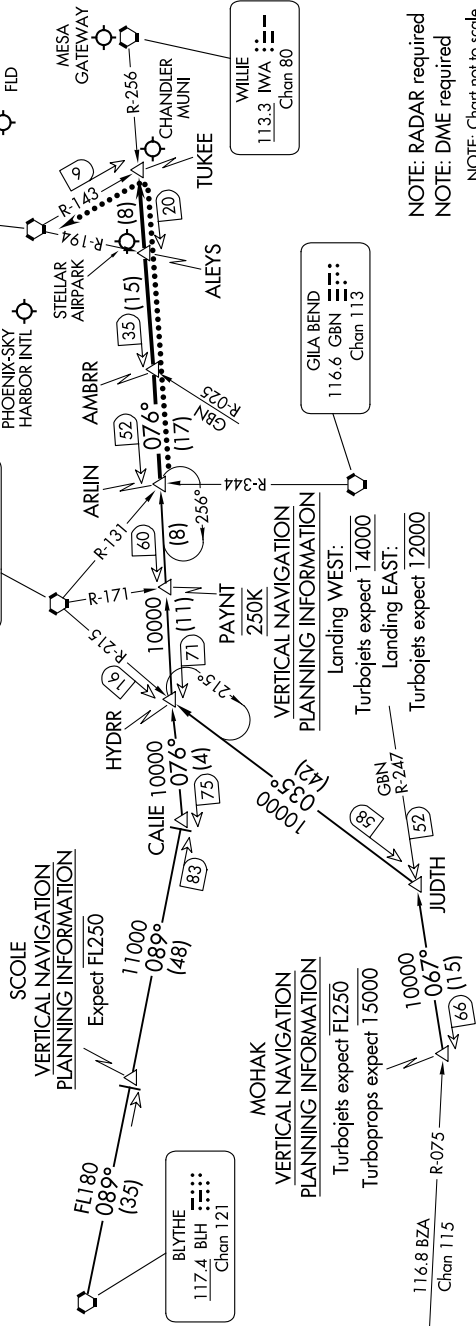 BLYTHE
117.4 BLH
Chan 121
FL180
089°
(35)
SCOLE
VERTICAL NAVIGATION
PLANNING INFORMATION
Expect FL250
11000
089°
(48)
83
CALIE
75
10000
076°
(4)
HYDRR
16
R-215
215°
71
10000
(11)
R-171
PAYNT
250K
60
R-131
(8)
ARLIN
256°
52
076°
(17)
AMBRR
GBN
R-025
35
(15)
ALEYS
20
(8)
STELLAR
AIRPARK
R-194
R-143
9
TUKEE
CHANDLER
MUNI
R-256
MESA
GATEWAY
FLD
PHOENIX-SKY
HARBOR INTL
WILLIE
113.3 IWA
Chan 80
R-344
GILA BEND
116.6 GBN
Chan 113
VERTICAL NAVIGATION
PLANNING INFORMATION
Landing WEST:
Turbojets expect 14000
Landing EAST:
Turbojets expect 12000
116.8 BZA
Chan 115
R-075
66
MOHAK
VERTICAL NAVIGATION
PLANNING INFORMATION
Turbojets expect FL250
Turboprops expect 15000
10000
067°
(15)
JUDTH
52
GBN
R-247
58
10000
035°
(42)
NOTE: RADAR required
NOTE: DME required
NOTE: Chart not to scale